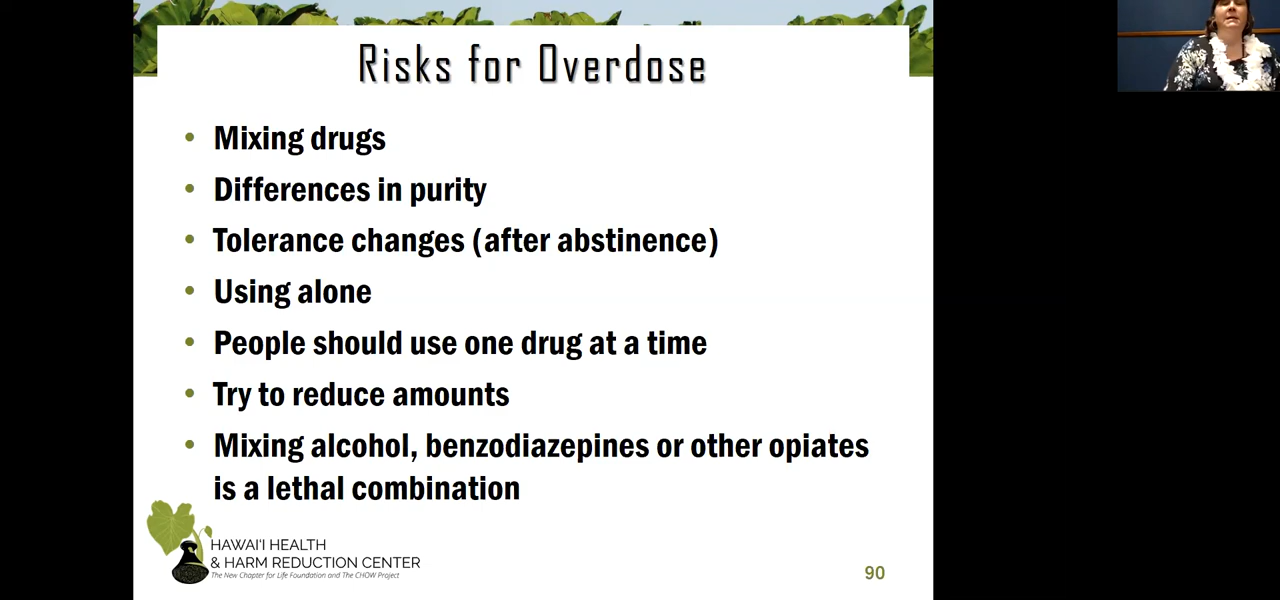 Risks for Overdose
• Mixing drugs
• Differences in purity
• Tolerance changes (after abstinence)
• Using alone
• People should use one drug at a time
• Try to reduce amounts
• Mixing alcohol, benzodiazepines or other opiates
is a lethal combination
HAWAI'I HEALTH
& HARM REDUCTION CENTER
The New Chapter for Life Foundation and The CHOW Project
90